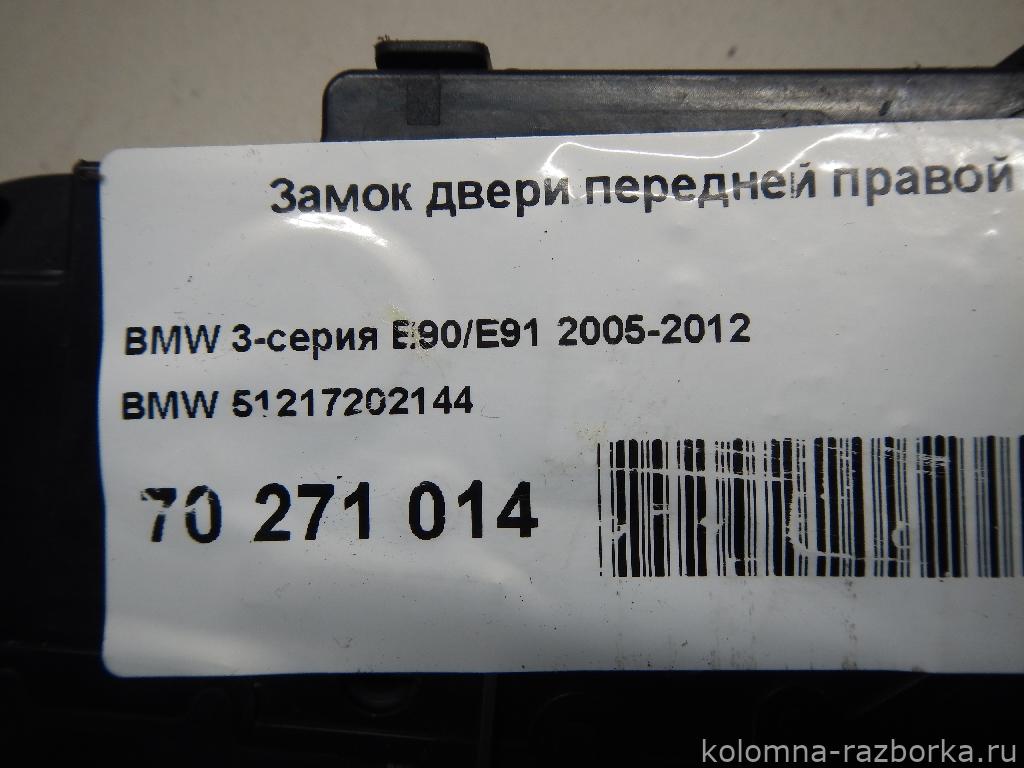 Замок двери передней правой
BMW 3-серия E90/E91 2005-2012
BMW 51217202144
70 271 014
kolomna-razborka.ru